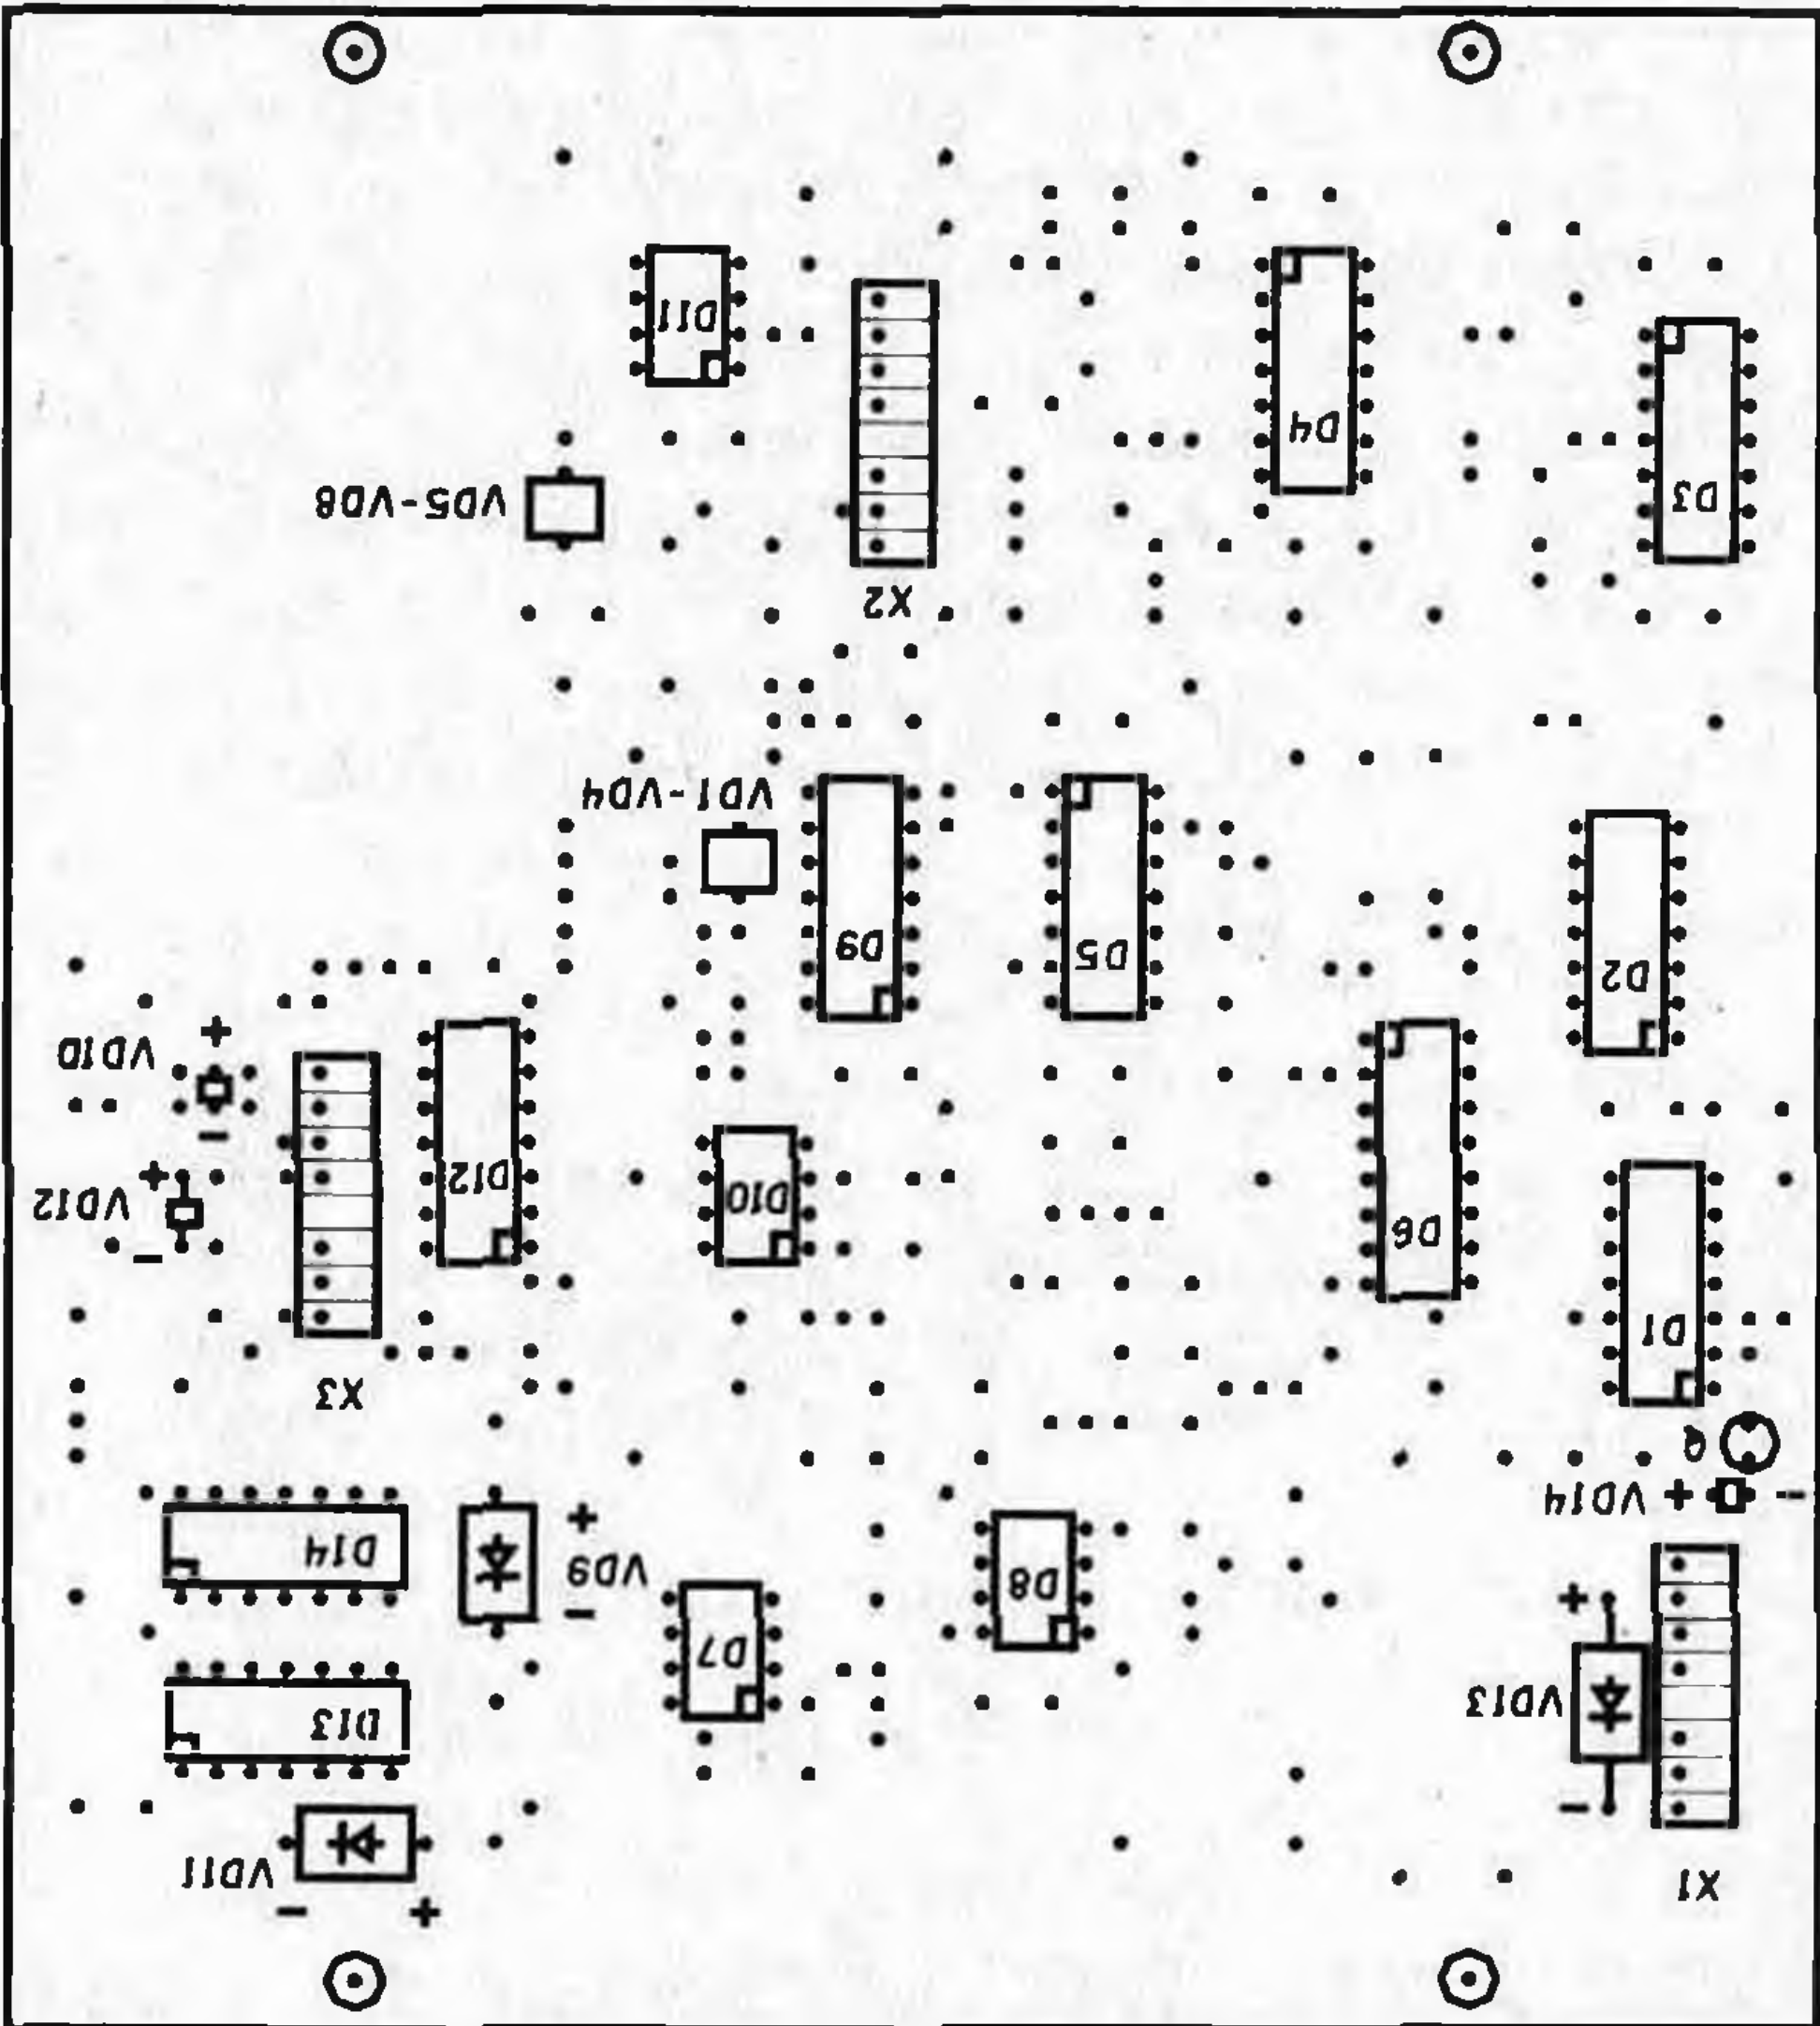 + −
X1
VD11
−
D13
VD13
D7
−
+
D8
VD9
D14
+
- + VD14
Q
X3
D1
−
D6
VD12
D10
D12
+
−
VD10
+
D2
D5
D9
VD1-VD4
X2
VD5-VD8
D3
D4
D11